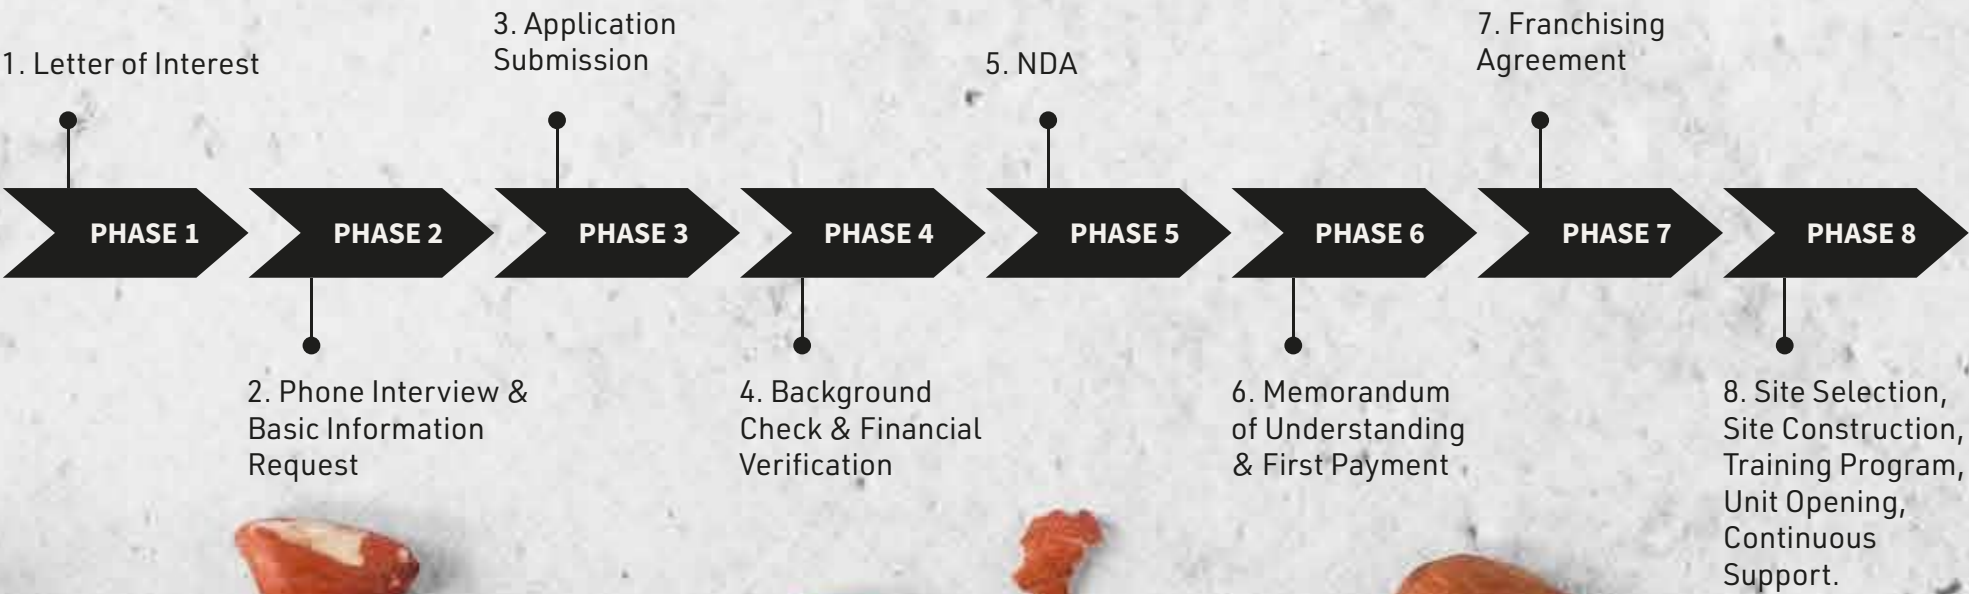 1. Letter of Interest
3. Application
Submission
5. NDA
7. Franchising
Agreement
PHASE 1
PHASE 2
PHASE 3
PHASE 4
PHASE 5
PHASE 6
PHASE 7
PHASE 8
2. Phone Interview &
Basic Information
Request
4. Background
Check & Financial
Verification
6. Memorandum
of Understanding
& First Payment
8. Site Selection,
Site Construction,
Training Program,
Unit Opening,
Continuous
Support.